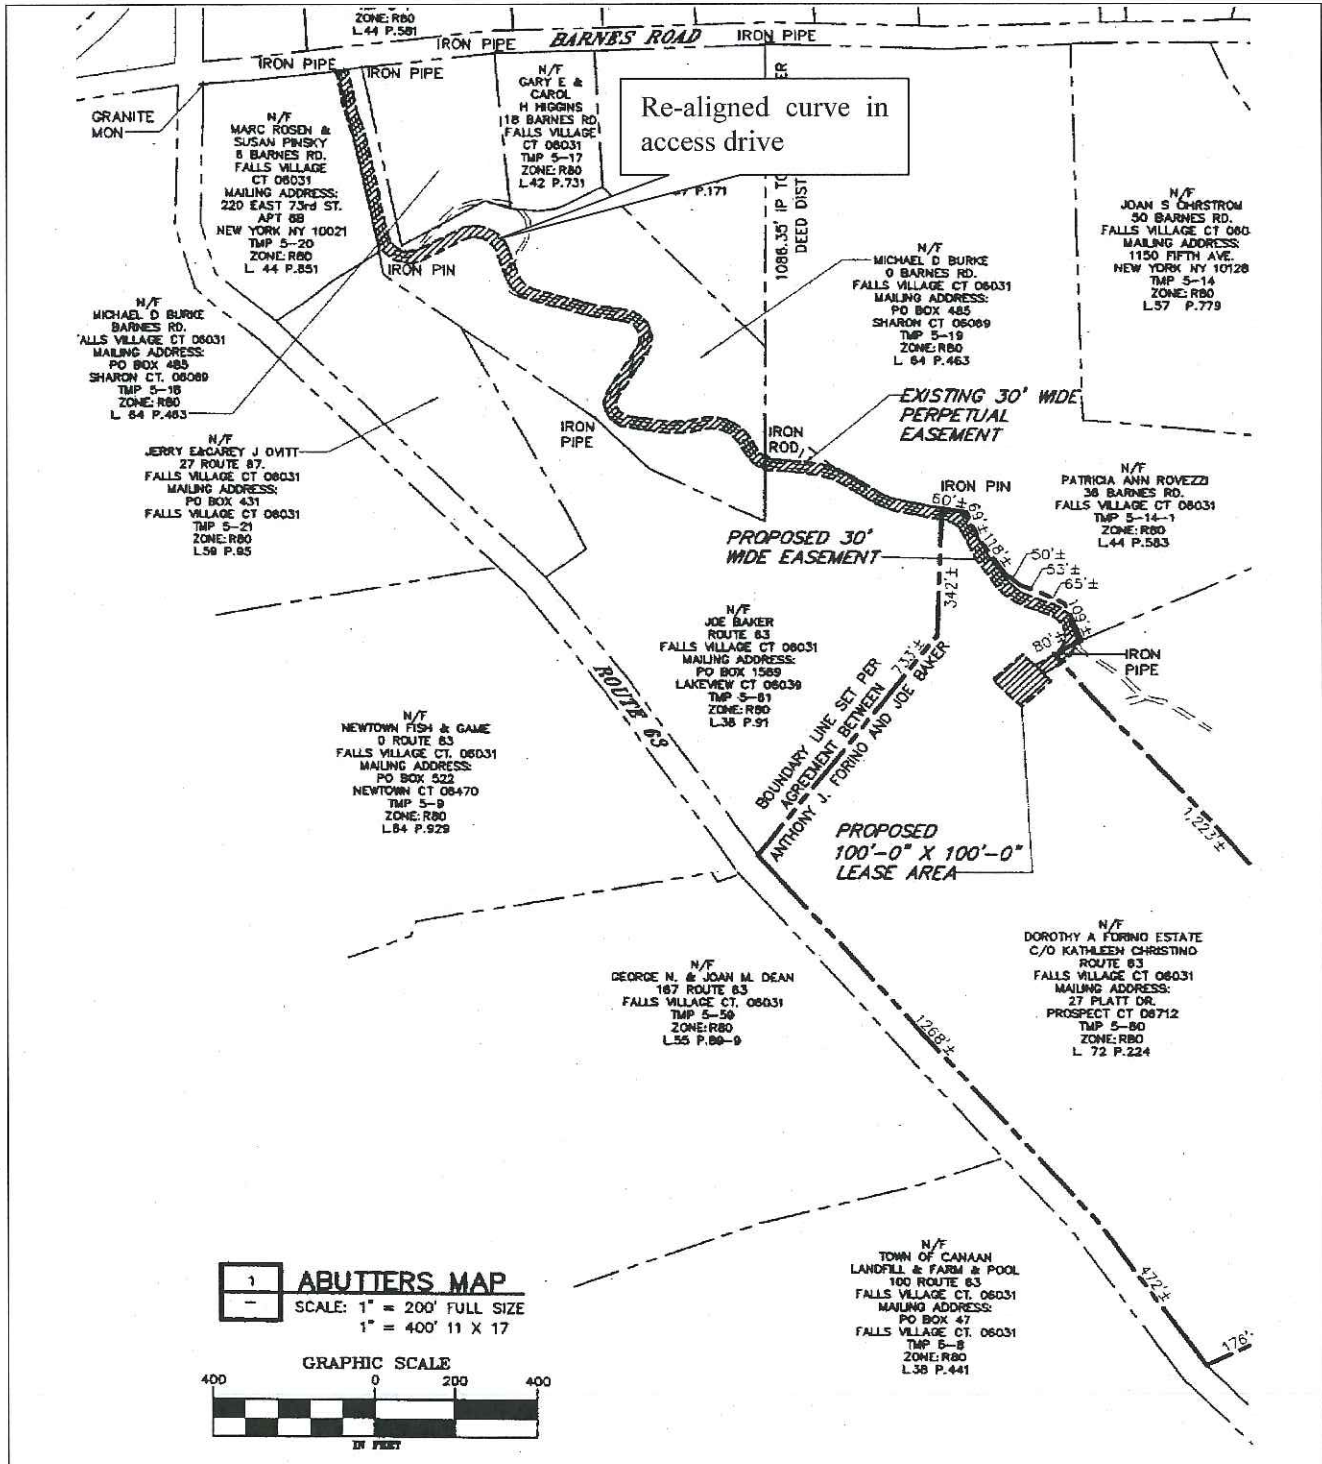 ZONE: R80
L.44 P.581
IRON PIPE
BARNES ROAD
IRON PIPE
IRON PIPE
IRON PIPE
GRANITE
MON
N/F
MARC ROSEN &
SUSAN PINSKY
6 BARNES RD.
FALLS VILLAGE
CT 06031
MAILING ADDRESS:
220 EAST 73rd ST.
APT 8B
NEW YORK NY 10021
TMP 5-20
ZONE: R80
L. 44 P.851
N/F
GARY E &
CAROL
H HIGGINS
18 BARNES RD
FALLS VILLAGE
CT 06031
TMP 5-17
ZONE: R80
L.42 P.731
Re-aligned curve in
access drive
P.171
1086.35' IP TO
DEED DIST
N/F
JOAN S OHRSTROM
50 BARNES RD.
FALLS VILLAGE CT 060
MAILING ADDRESS:
1150 FIFTH AVE.
NEW YORK NY 10128
TMP 5-14
ZONE: R80
L.57 P.779
N/F
MICHAEL D BURKE
0 BARNES RD.
FALLS VILLAGE CT 06031
MAILING ADDRESS:
PO BOX 485
SHARON CT 06069
TMP 5-19
ZONE: R80
L. 64 P.463
IRON PIN
N/F
MICHAEL D BURKE
BARNES RD.
ALLS VILLAGE CT 06031
MAILING ADDRESS:
PO BOX 485
SHARON CT. 06069
TMP 5-18
ZONE: R80
L. 64 P.463
N/F
JERRY E&CAREY J OVITT
27 ROUTE 87.
FALLS VILLAGE CT 06031
MAILING ADDRESS:
PO BOX 431
FALLS VILLAGE CT 06031
TMP 5-21
ZONE: R80
L.59 P.95
IRON
PIPE
IRON
ROD
EXISTING 30' WIDE
PERPETUAL
EASEMENT
IRON PIN
N/F
PATRICIA ANN ROVEZZI
36 BARNES RD.
FALLS VILLAGE CT 06031
TMP 5-14-1
ZONE: R80
L.44 P.583
60'±
69'±
118'±
50'±
53'±
65'±
109'±
80'±
IRON
PIPE
PROPOSED 30'
WIDE EASEMENT
342'±
N/F
JOE BAKER
ROUTE 63
FALLS VILLAGE CT 06031
MAILING ADDRESS:
PO BOX 1569
LAKEVIEW CT 06039
TMP 5-61
ZONE: R80
L.38 P.91
733'±
BOUNDARY LINE SET PER
AGREEMENT BETWEEN
ANTHONY J. FORINO AND JOE BAKER
ROUTE 63
N/F
NEWTOWN FISH & GAME
0 ROUTE 63
FALLS VILLAGE CT. 06031
MAILING ADDRESS:
PO BOX 522
NEWTOWN CT 06470
TMP 5-9
ZONE: R80
L.64 P.929
PROPOSED
100'-0" X 100'-0"
LEASE AREA
1,223'±
N/F
DOROTHY A FORINO ESTATE
C/O KATHLEEN CHRISTINO
ROUTE 63
FALLS VILLAGE CT 06031
MAILING ADDRESS:
27 PLATT DR.
PROSPECT CT 06712
TMP 5-60
ZONE: R80
L. 72 P.224
N/F
GEORGE N. & JOAN M. DEAN
167 ROUTE 63
FALLS VILLAGE CT. 06031
TMP 5-59
ZONE: R80
L.55 P.89-9
1268'±
N/F
TOWN OF CANAAN
LANDFILL & FARM & POOL
100 ROUTE 63
FALLS VILLAGE CT. 06031
MAILING ADDRESS:
PO BOX 47
FALLS VILLAGE CT. 06031
TMP 5-8
ZONE: R80
L.38 P.441
472'±
176'
1
ABUTTERS MAP
SCALE: 1" = 200' FULL SIZE
1" = 400' 11 X 17
GRAPHIC SCALE
400 0 200 400
IN FEET